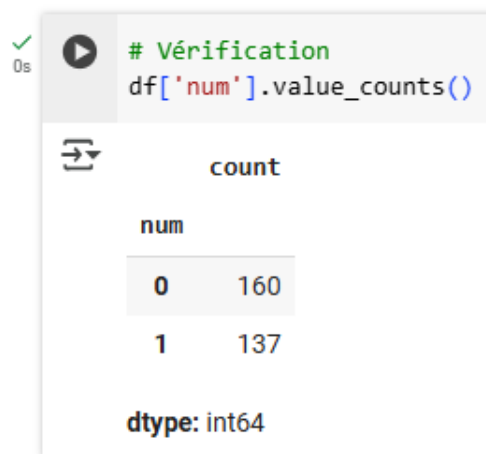 0s
# Vérification
df['num'].value_counts()
count
num
0 160
1 137
dtype: int64